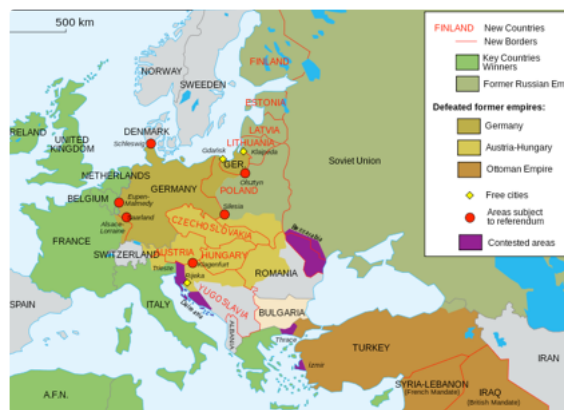 500 km
FINLAND New Countries
New Borders
Key Countries
Winners
Former Russian Em
Defeated former empires:
Germany
Austria-Hungary
Ottoman Empire
Free cities
Areas subject
to referendum
Contested areas
NORWAY
SWEDEN
FINLAND
ESTONIA
LATVIA
LITHUANIA
Klaipeda
DENMARK
Schleswig
Gdańsk
GER.
Olsztyn
Soviet Union
IRELAND
UNITED
KINGDOM
NETHERLANDS
BELGIUM
Eupen-
Malmedy
GERMANY
POLAND
Silesia
Saarland
Alsace-
Lorraine
CZECHOSLOVAKIA
FRANCE
SWITZERLAND
AUSTRIA
HUNGARY
Klagenfurt
Trieste
Rijeka
Bessarabia
ROMANIA
YUGOSLAVIA
Dalmatia
SPAIN
ITALY
BULGARIA
ALBANIA
Thrace
Izmir
TURKEY
SYRIA-LEBANON
(French Mandate)
IRAQ
(British Mandate)
IRAN
A.F.N.